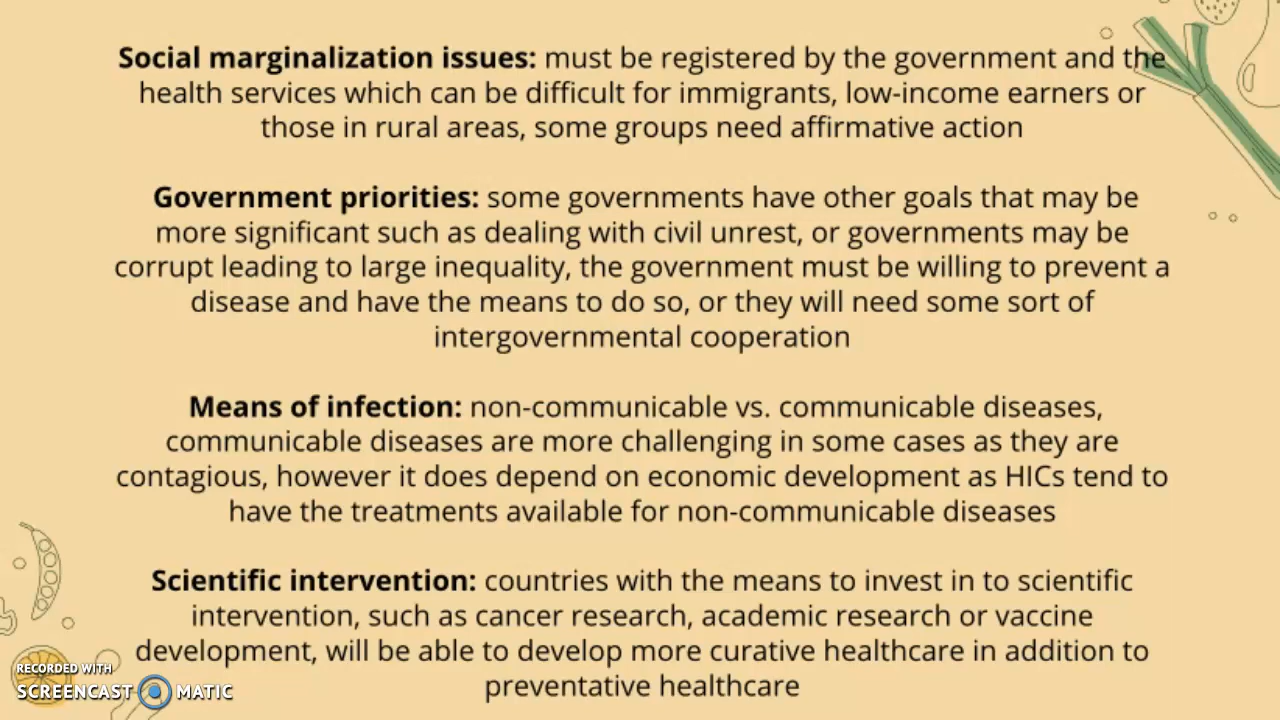 Social marginalization issues: must be registered by the government and the
health services which can be difficult for immigrants, low-income earners or
those in rural areas, some groups need affirmative action
Government priorities: some governments have other goals that may be
more significant such as dealing with civil unrest, or governments may be
corrupt leading to large inequality, the government must be willing to prevent a
disease and have the means to do so, or they will need some sort of
intergovernmental cooperation
Means of infection: non-communicable vs. communicable diseases,
communicable diseases are more challenging in some cases as they are
contagious, however it does depend on economic development as HICs tend to
have the treatments available for non-communicable diseases
Scientific intervention: countries with the means to invest in to scientific
intervention, such as cancer research, academic research or vaccine
development, will be able to develop more curative healthcare in addition to
preventative healthcare
RECORDED WITH
SCREENCAST MATIC